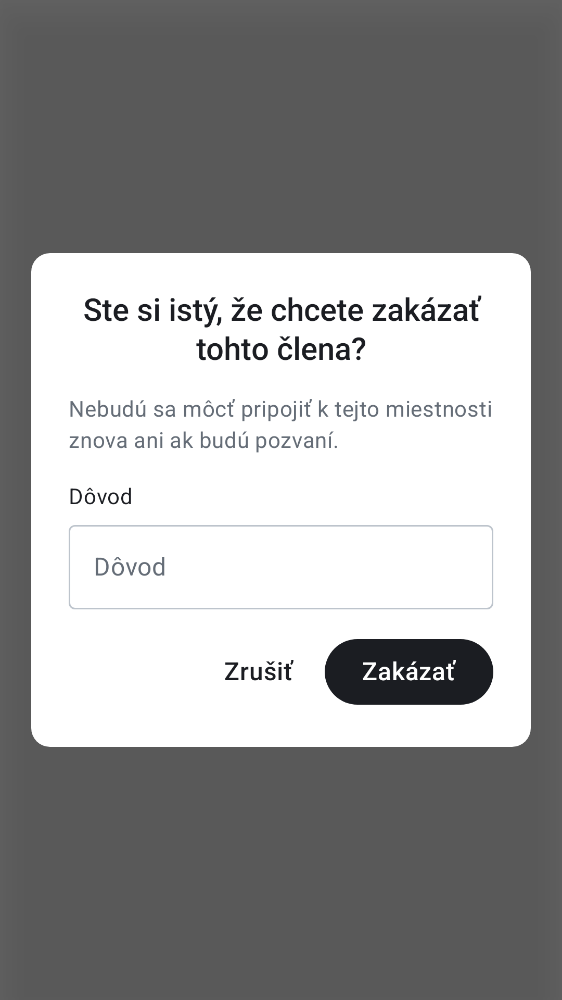 Ste si istý, že chcete zakázať
tohto člena?
Nebudú sa môcť pripojiť k tejto miestnosti
znova ani ak budú pozvaní.
Dôvod
Dôvod
Zrušiť
Zakázať